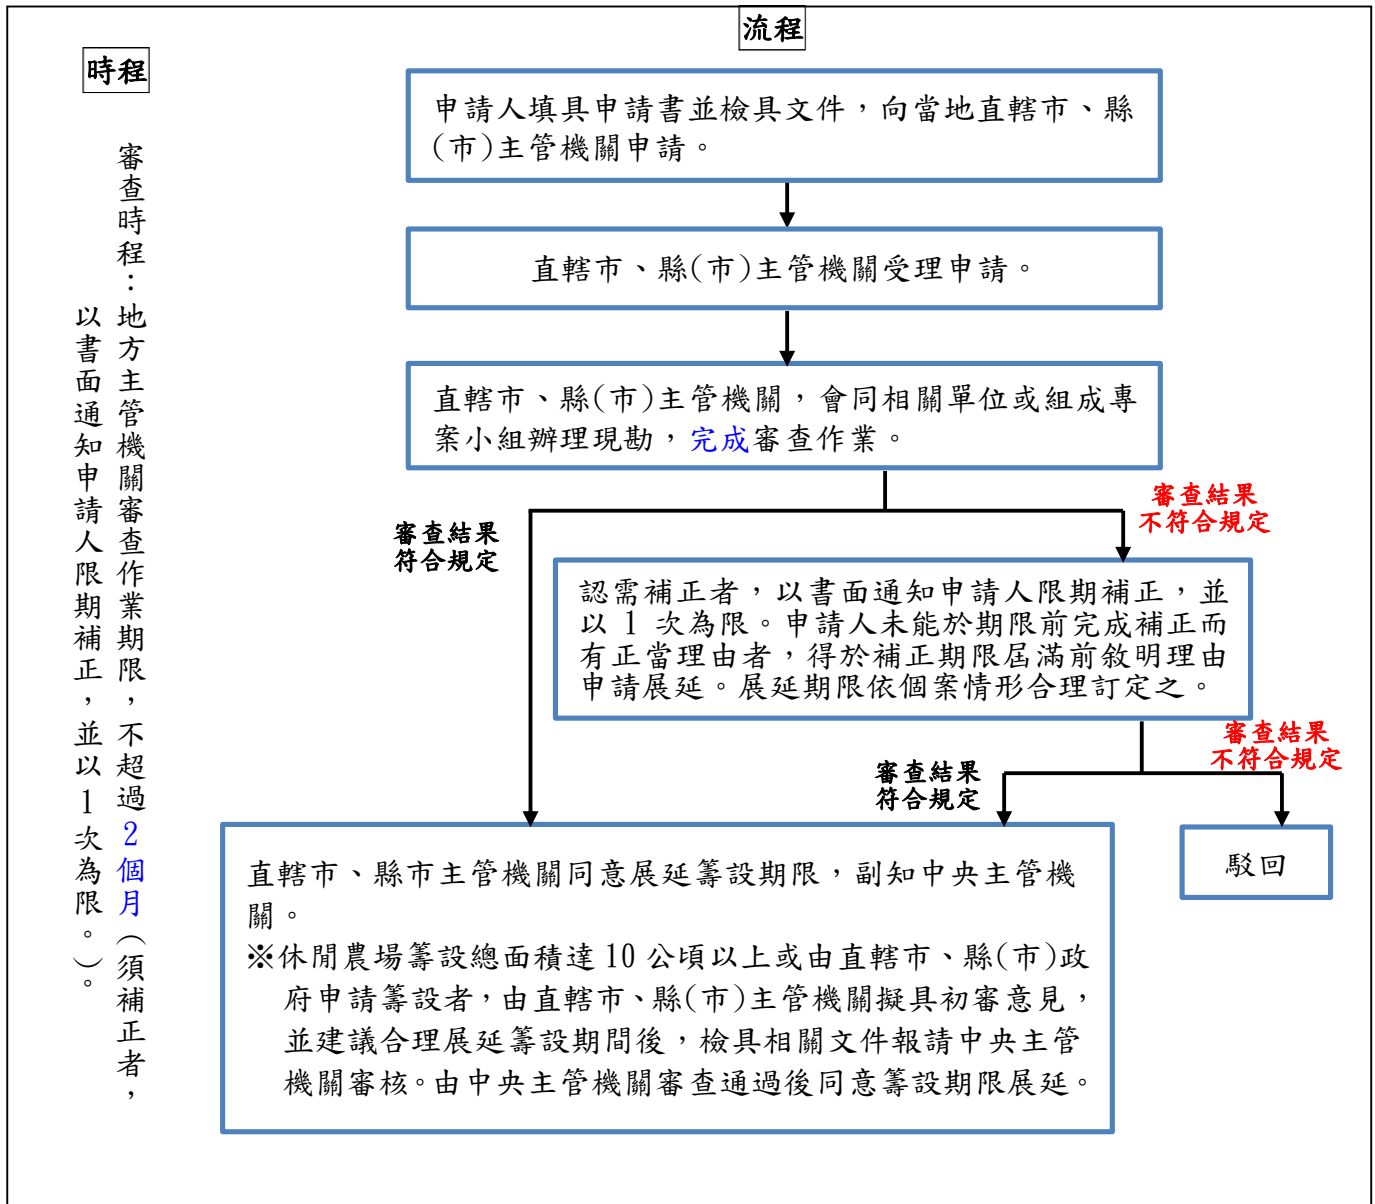 流程
時程
審查時程：地方主管機關審查作業期限，不超過2個月（須補正者，
以書面通知申請人限期補正，並以1次為限。）。
申請人填具申請書並檢具文件，向當地直轄市、縣
(市)主管機關申請。
直轄市、縣(市)主管機關受理申請。
直轄市、縣(市)主管機關，會同相關單位或組成專
案小組辦理現勘，完成審查作業。
審查結果
符合規定
審查結果
不符合規定
認需補正者，以書面通知申請人限期補正，並
以 1 次為限。申請人未能於期限前完成補正而
有正當理由者，得於補正期限屆滿前敘明理由
申請展延。展延期限依個案情形合理訂定之。
審查結果
符合規定
審查結果
不符合規定
直轄市、縣市主管機關同意展延籌設期限，副知中央主管機
關。
※休閒農場籌設總面積達 10 公頃以上或由直轄市、縣(市)政
府申請籌設者，由直轄市、縣(市)主管機關擬具初審意見，
並建議合理展延籌設期間後，檢具相關文件報請中央主管
機關審核。由中央主管機關審查通過後同意籌設期限展延。
駁回